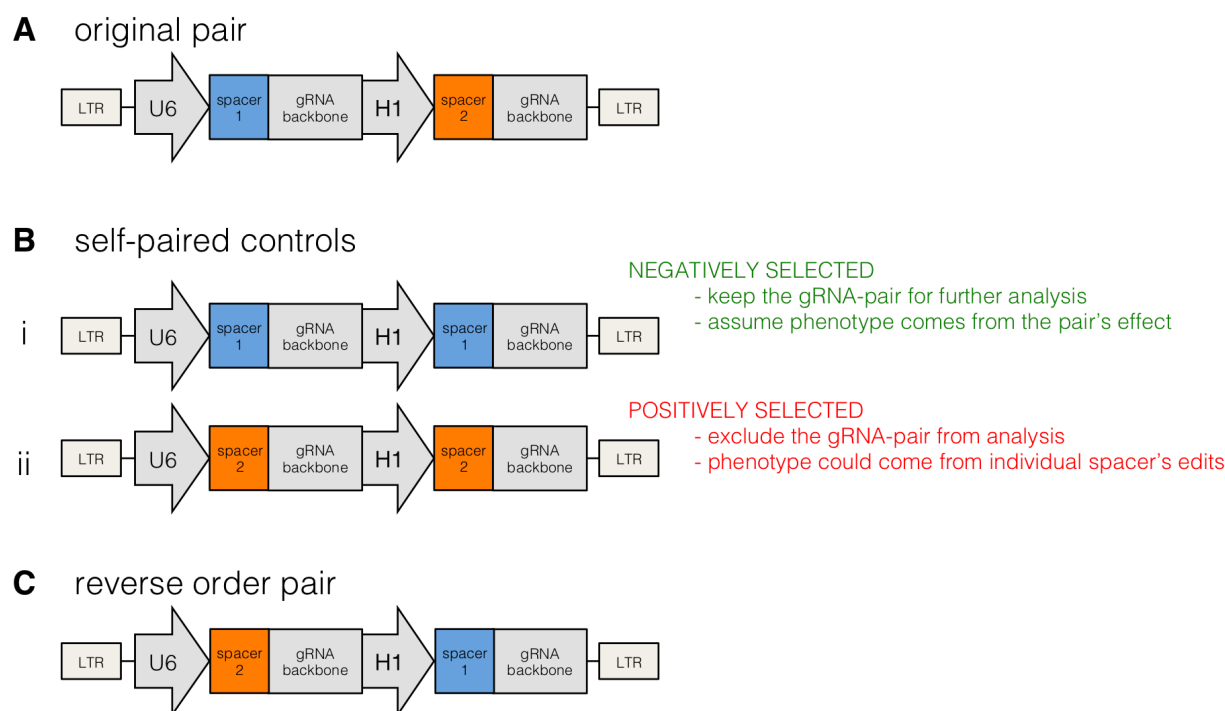 A original pair
LTR U6 spacer 1 gRNA backbone H1 spacer 2 gRNA backbone LTR
B self-paired controls
NEGATIVELY SELECTED
- keep the gRNA-pair for further analysis
- assume phenotype comes from the pair's effect
i LTR U6 spacer 1 gRNA backbone H1 spacer 1 gRNA backbone LTR
POSITIVELY SELECTED
- exclude the gRNA-pair from analysis
- phenotype could come from individual spacer's edits
ii LTR U6 spacer 2 gRNA backbone H1 spacer 2 gRNA backbone LTR
C reverse order pair
LTR U6 spacer 2 gRNA backbone H1 spacer 1 gRNA backbone LTR